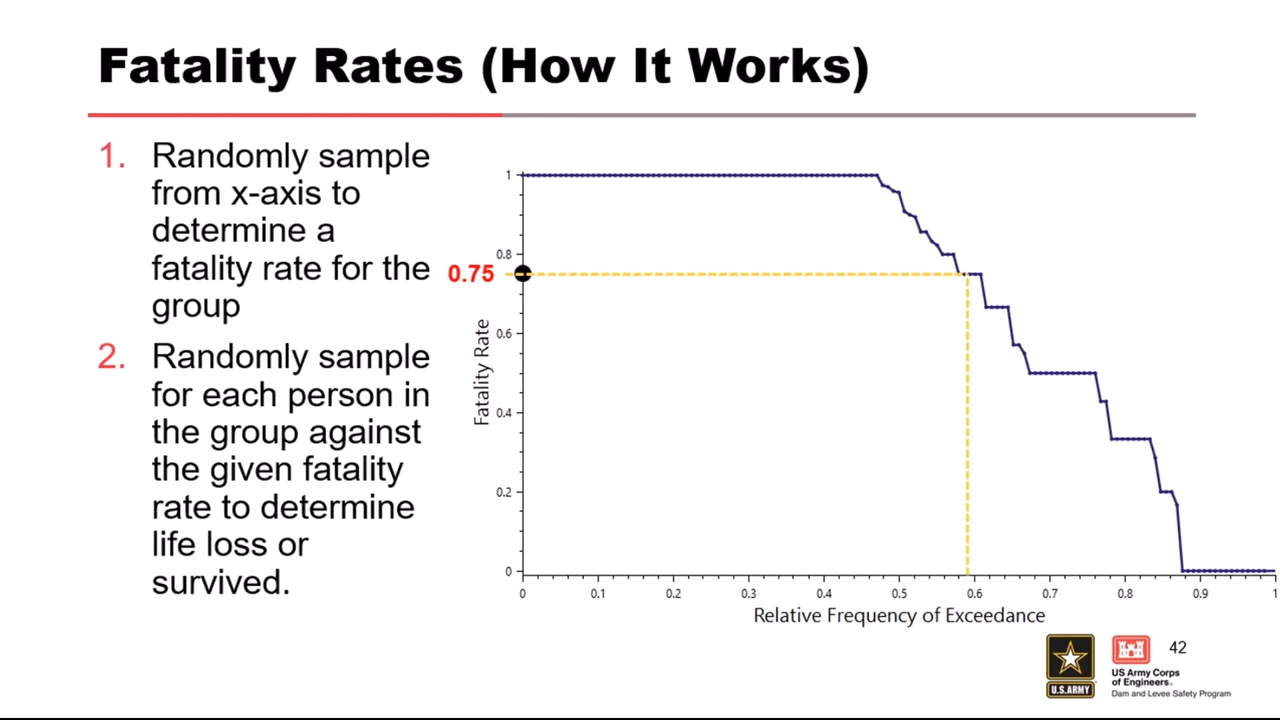 Fatality Rates (How It Works)
1. Randomly sample
from x-axis to
determine a
fatality rate for the
group
2. Randomly sample
for each person in
the group against
the given fatality
rate to determine
life loss or
survived.
1
0.8
0.75
0.6
0.4
0.2
0
Fatality Rate
0 0.1 0.2 0.3 0.4 0.5 0.6 0.7 0.8 0.9 1
Relative Frequency of Exceedance
U.S.ARMY
US Army Corps
of Engineers®
Dam and Levee Safety Program
42